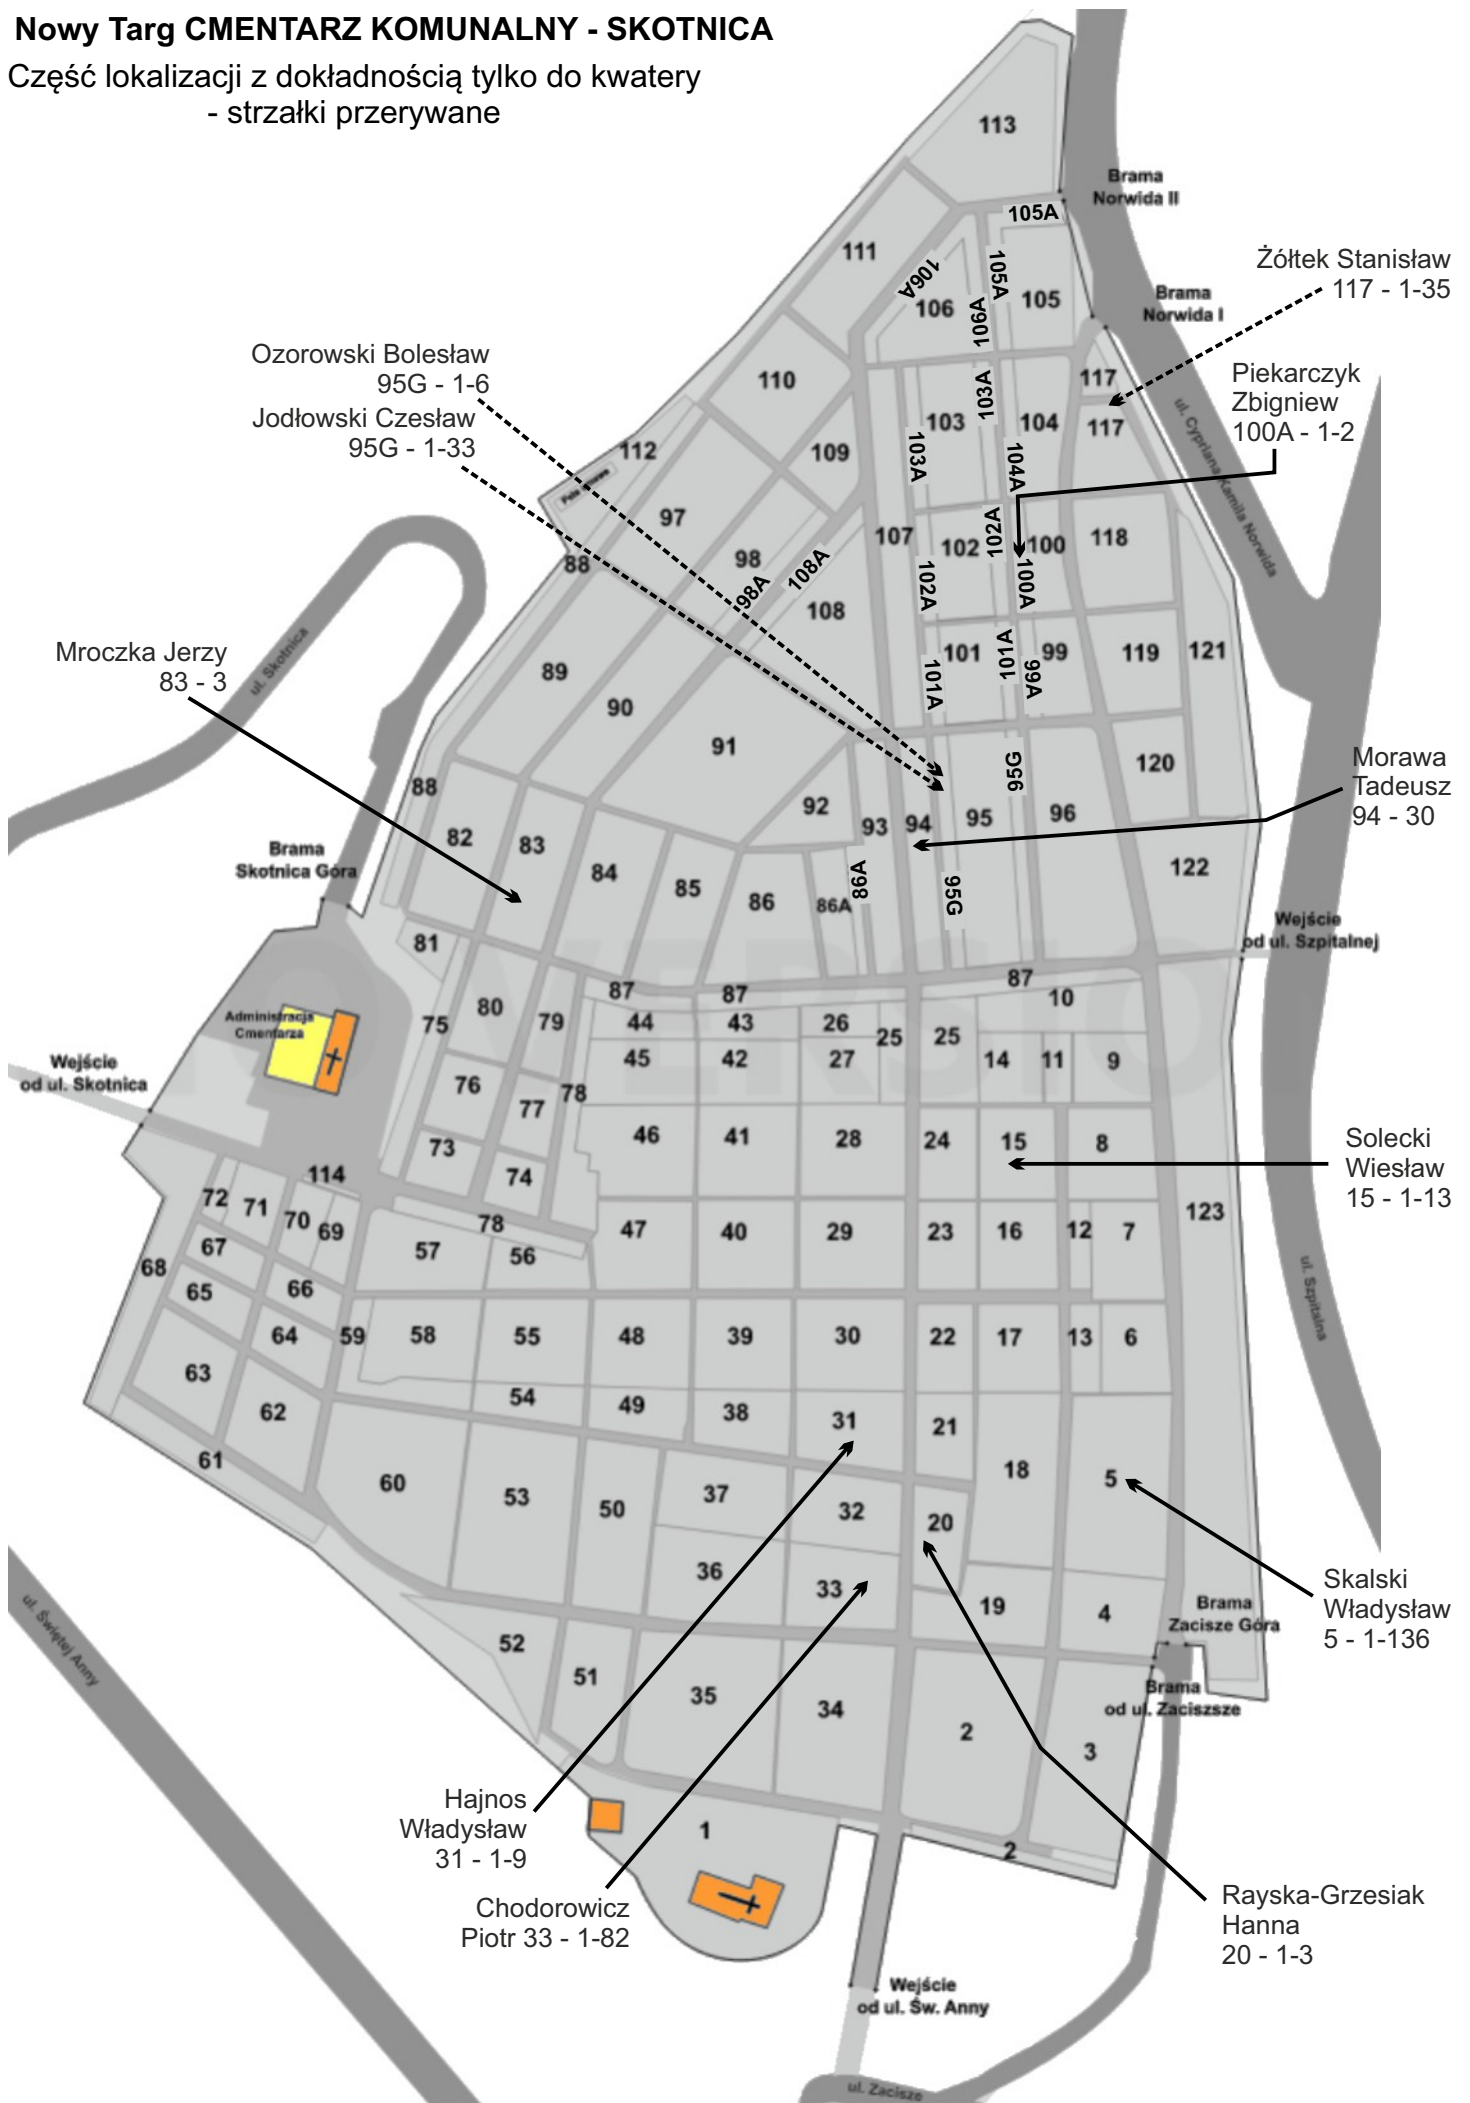 Nowy Targ CMENTARZ KOMUNALNY - SKOTNICA
Część lokalizacji z dokładnością tylko do kwatery
- strzałki przerywane
113
Brama
Norwida II
105A
111
106A
105A
106
106A
105
Brama
Norwida I
Żółtek Stanisław
117 - 1-35
Ozorowski Bolesław
95G - 1-6
Jodłowski Czesław
95G - 1-33
110
103A
117
Piekarczyk
Zbigniew
100A - 1-2
ul. Cypriana Kamila Norwida
112
109
103
103A
104
104A
117
97
107
102
102A
100
118
88
98
98A
108A
108
102A
100A
ul. Skotnica
Mroczka Jerzy
83 - 3
89
90
101
101A
101A
99
99A
119
121
91
95G
120
Morawa
Tadeusz
94 - 30
88
92
93
94
95
96
82
83
84
85
86
86A
98A
95G
122
Brama
Skotnica Góra
Wejście
od ul. Szpitalnej
81
87
87
87
10
80
79
75
44
43
26
25
25
Administracja
Cmentarza
45
42
27
14
11
9
Wejście
od ul. Skotnica
76
77
78
46
41
28
24
15
8
Solecki
Wiesław
15 - 1-13
73
74
114
72
71
70
69
78
47
40
29
23
16
12
7
123
67
57
56
68
65
66
ul. Szpitalna
64
59
58
55
48
39
30
22
17
13
6
63
62
54
49
38
31
21
61
60
53
50
37
32
20
18
5
36
33
19
4
Skalski
Władysław
5 - 1-136
Brama
Zacisze Góra
ul. Świętej Anny
52
51
35
34
2
3
Brama
od ul. Zaciszsze
Hajnos
Władysław
31 - 1-9
1
2
Chodorowicz
Piotr 33 - 1-82
Rayska-Grzesiak
Hanna
20 - 1-3
Wejście
od ul. Św. Anny
ul. Zacisze